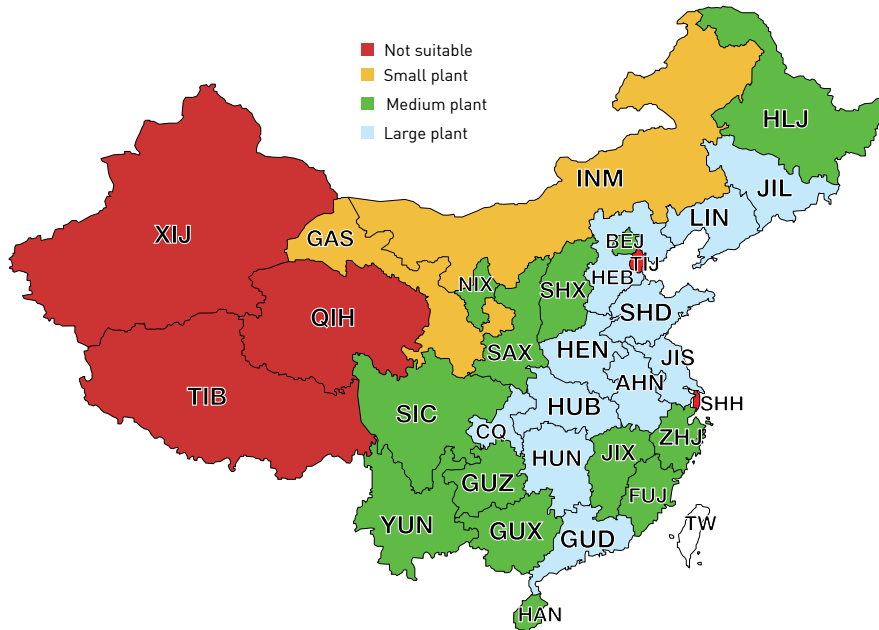 Not suitable
Small plant
Medium plant
Large plant
HLJ
INM
JIL
LIN
XIJ
GAS
BEJ
TIJ
HEB
NIX
SHX
QIH
SHD
SAX
HEN
JIS
AHN
TIB
SIC
HUB
SHH
CQ
ZHJ
HUN
JIX
GUZ
FUJ
YUN
GUX
GUD
TW
HAN